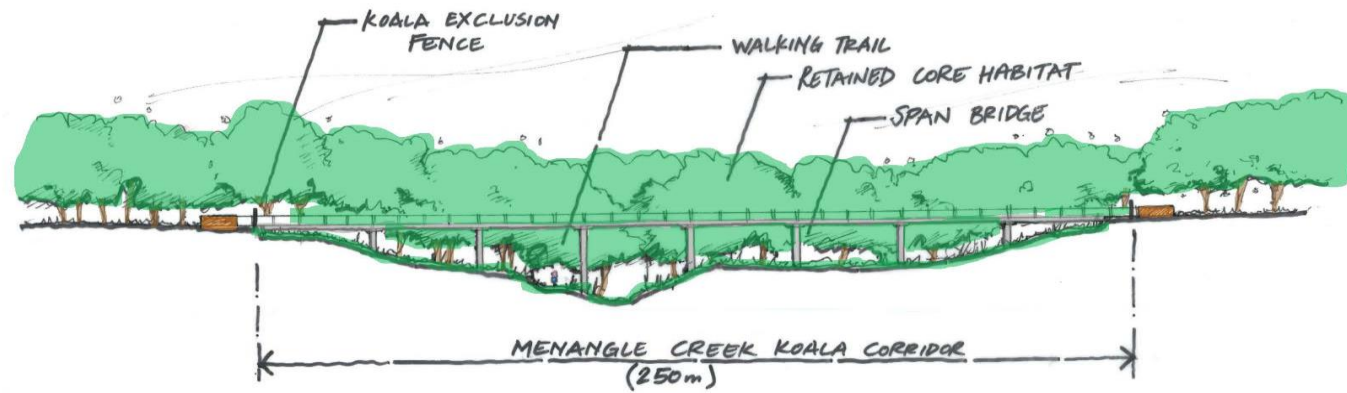 KOALA EXCLUSION
FENCE
WALKING TRAIL
RETAINED CORE HABITAT
SPAN BRIDGE
MENANGLE CREEK KOALA CORRIDOR
(250m)